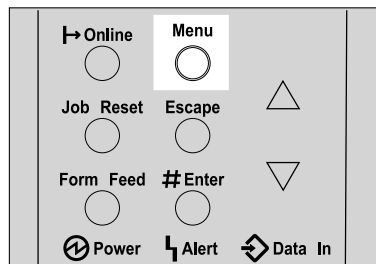 Online Menu
Job Reset Escape
Form Feed #Enter
Power Alert Data In